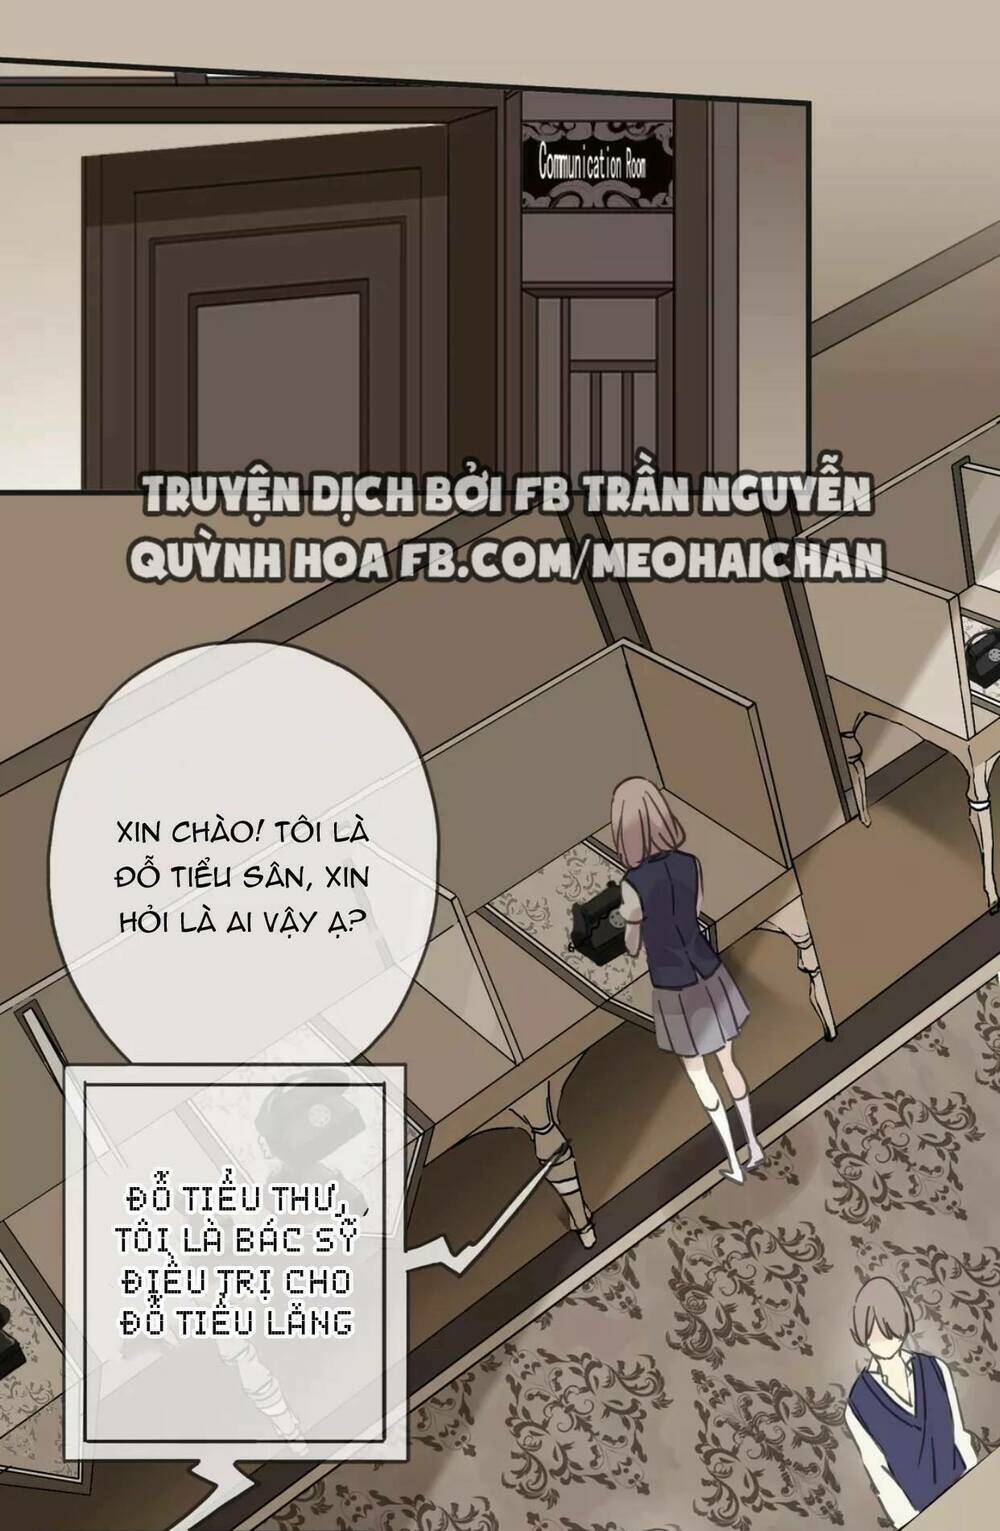 Communication Room
TRUYỆN DỊCH BỞI FB TRẦN NGUYỄN
QUỲNH HOA FB.COM/MEOHAICHAN
XIN CHÀO! TÔI LÀ
ĐỖ TIỂU SÂN, XIN
HỎI LÀ AI VẬY Ạ?
ĐỖ TIỂU THƯ,
TÔI LÀ BÁC SỸ
ĐIỀU TRỊ CHO
ĐỖ TIỂU LĂNG